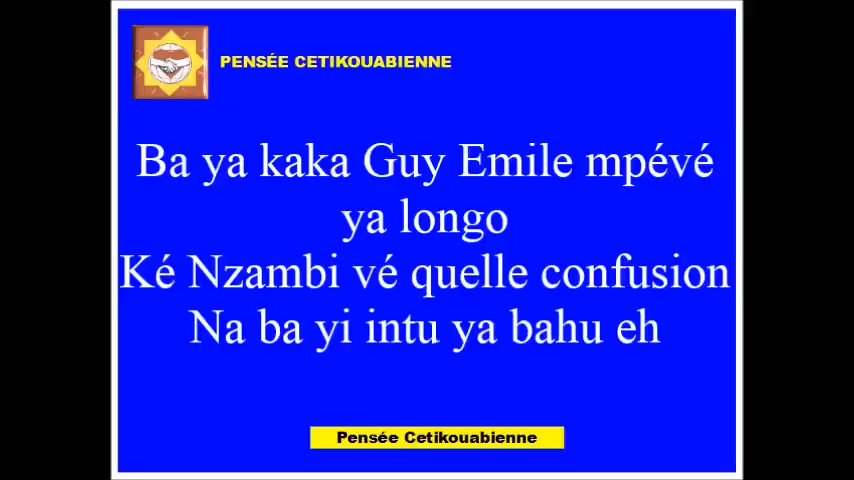 PENSÉE CETIKOUABIENNE
Ba ya kaka Guy Emile mpévé
ya longo
Ké Nzambi vé quelle confusion
Na ba yi intu ya bahu eh
Pensée Cetikouabienne